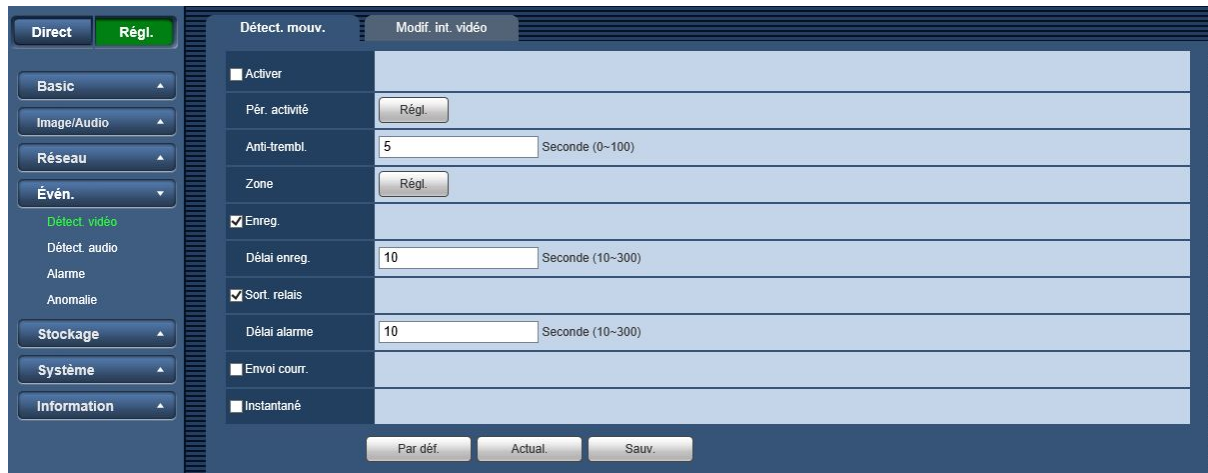 Direct Régl.
Basic
Image/Audio
Réseau
Évén.
Détect. vidéo
Détect. audio
Alarme
Anomalie
Stockage
Système
Information
Détect. mouv. Modif. int. vidéo
Activer
Pér. activité Régl.
Anti-trembl. 5 Seconde (0~100)
Zone Régl.
Enreg.
Délai enreg. 10 Seconde (10~300)
Sort. relais
Délai alarme 10 Seconde (10~300)
Envoi courr.
Instantané
Par déf. Actual. Sauv.